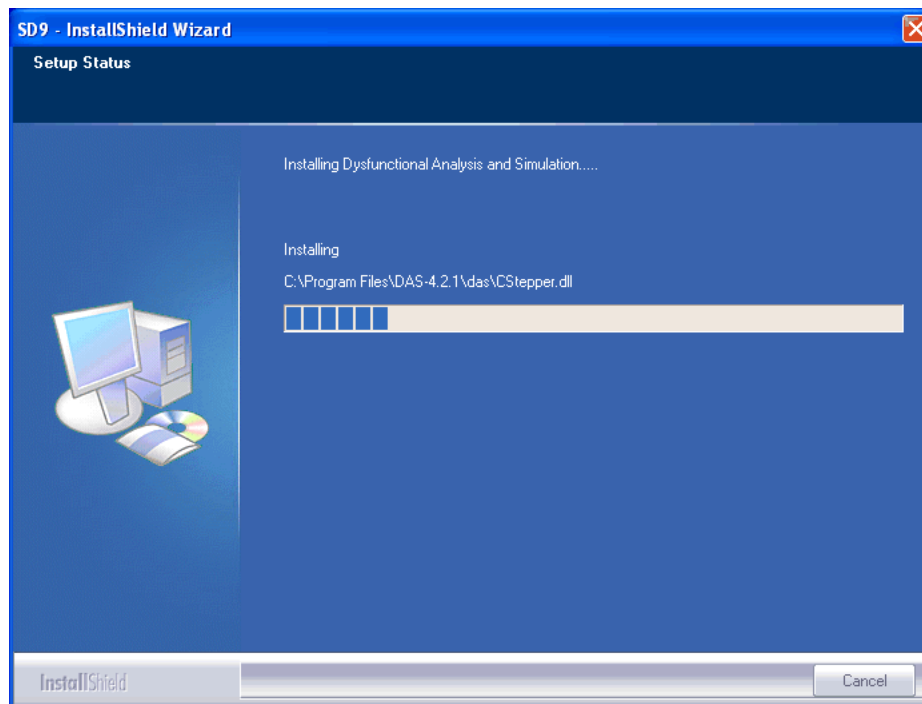 SD9 - InstallShield Wizard
Setup Status
Installing Dysfunctional Analysis and Simulation.....
Installing
C:\Program Files\DAS-4.2.1\das\CStepper.dll
InstallShield
Cancel